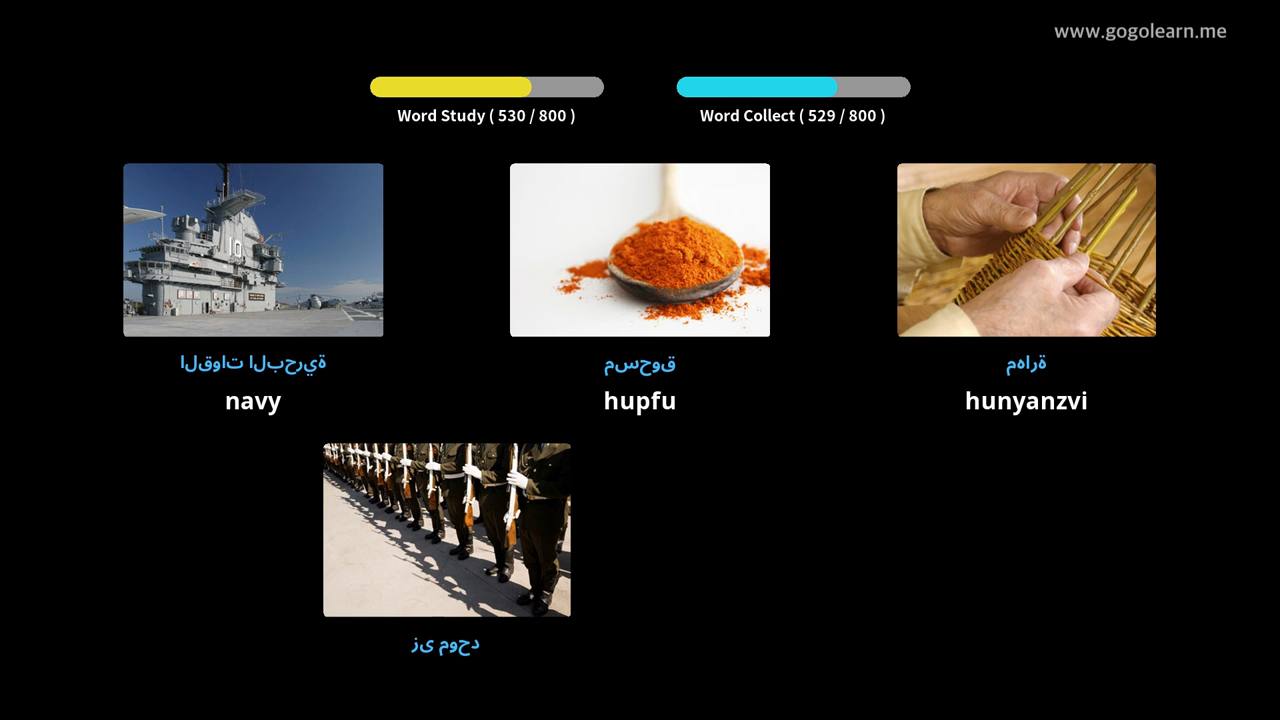 www.gogolearn.me
Word Study ( 530 / 800 )
Word Collect ( 529 / 800 )
القوات البحرية
navy
مسحوق
hupfu
مهارة
hunyanzvi
زى موحد